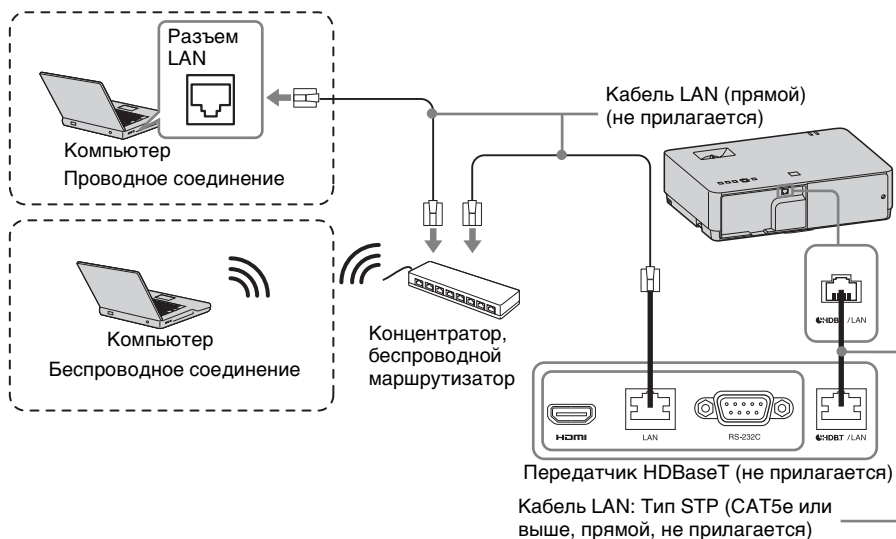 Разъем
LAN
Компьютер
Проводное соединение
Кабель LAN (прямой)
(не прилагается)
Компьютер
Беспроводное соединение
Концентратор,
беспроводной
маршрутизатор
HDBT / LAN
HDMI
LAN
RS-232C
HDBT / LAN
Передатчик HDBaseT (не прилагается)
Кабель LAN: Тип STP (CAT5e или
выше, прямой, не прилагается)